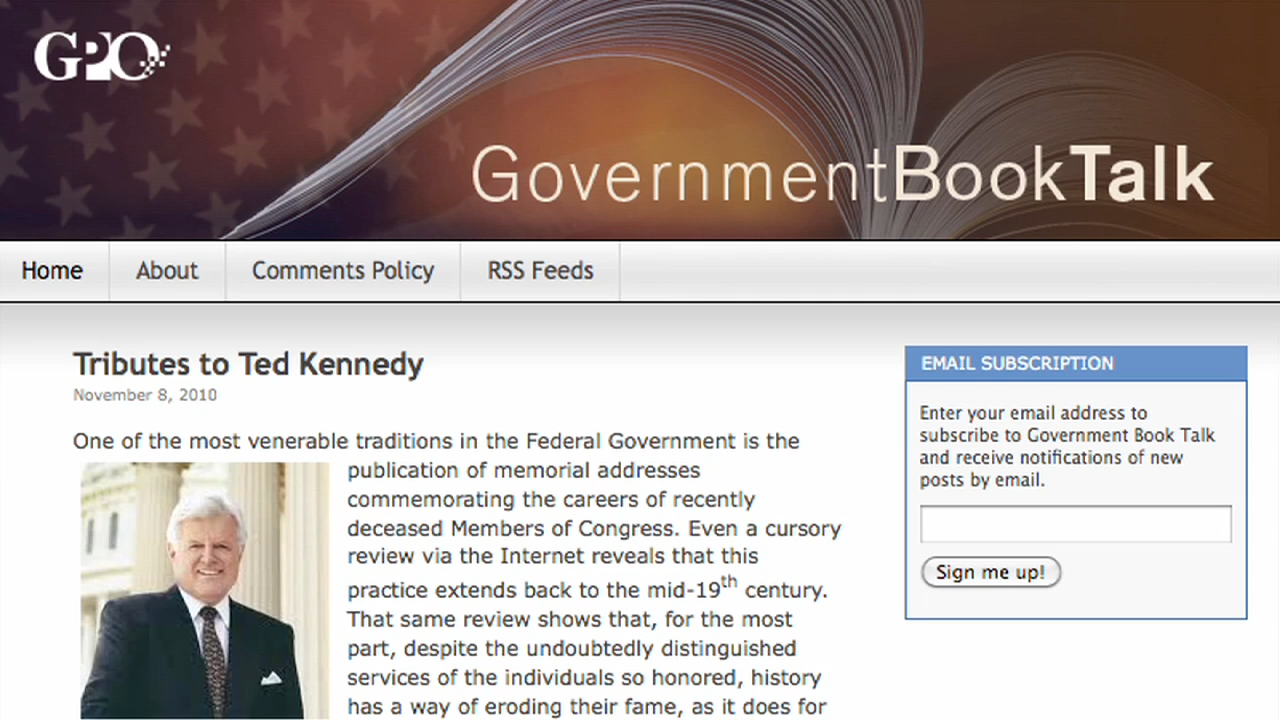 GPO
GovernmentBookTalk
Home About Comments Policy RSS Feeds
Tributes to Ted Kennedy
November 8, 2010
One of the most venerable traditions in the Federal Government is the
publication of memorial addresses
commemorating the careers of recently
deceased Members of Congress. Even a cursory
review via the Internet reveals that this
practice extends back to the mid-19th century.
That same review shows that, for the most
part, despite the undoubtedly distinguished
services of the individuals so honored, history
has a way of eroding their fame, as it does for
EMAIL SUBSCRIPTION
Enter your email address to
subscribe to Government Book Talk
and receive notifications of new
posts by email.
Sign me up!